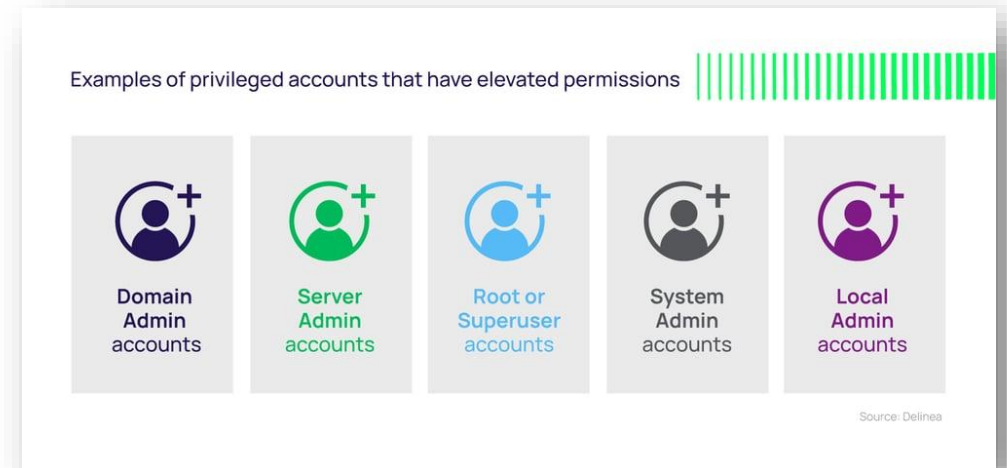 Examples of privileged accounts that have elevated permissions
Domain
Admin
accounts
Server
Admin
accounts
Root or
Superuser
accounts
System
Admin
accounts
Local
Admin
accounts
Source: Delinea